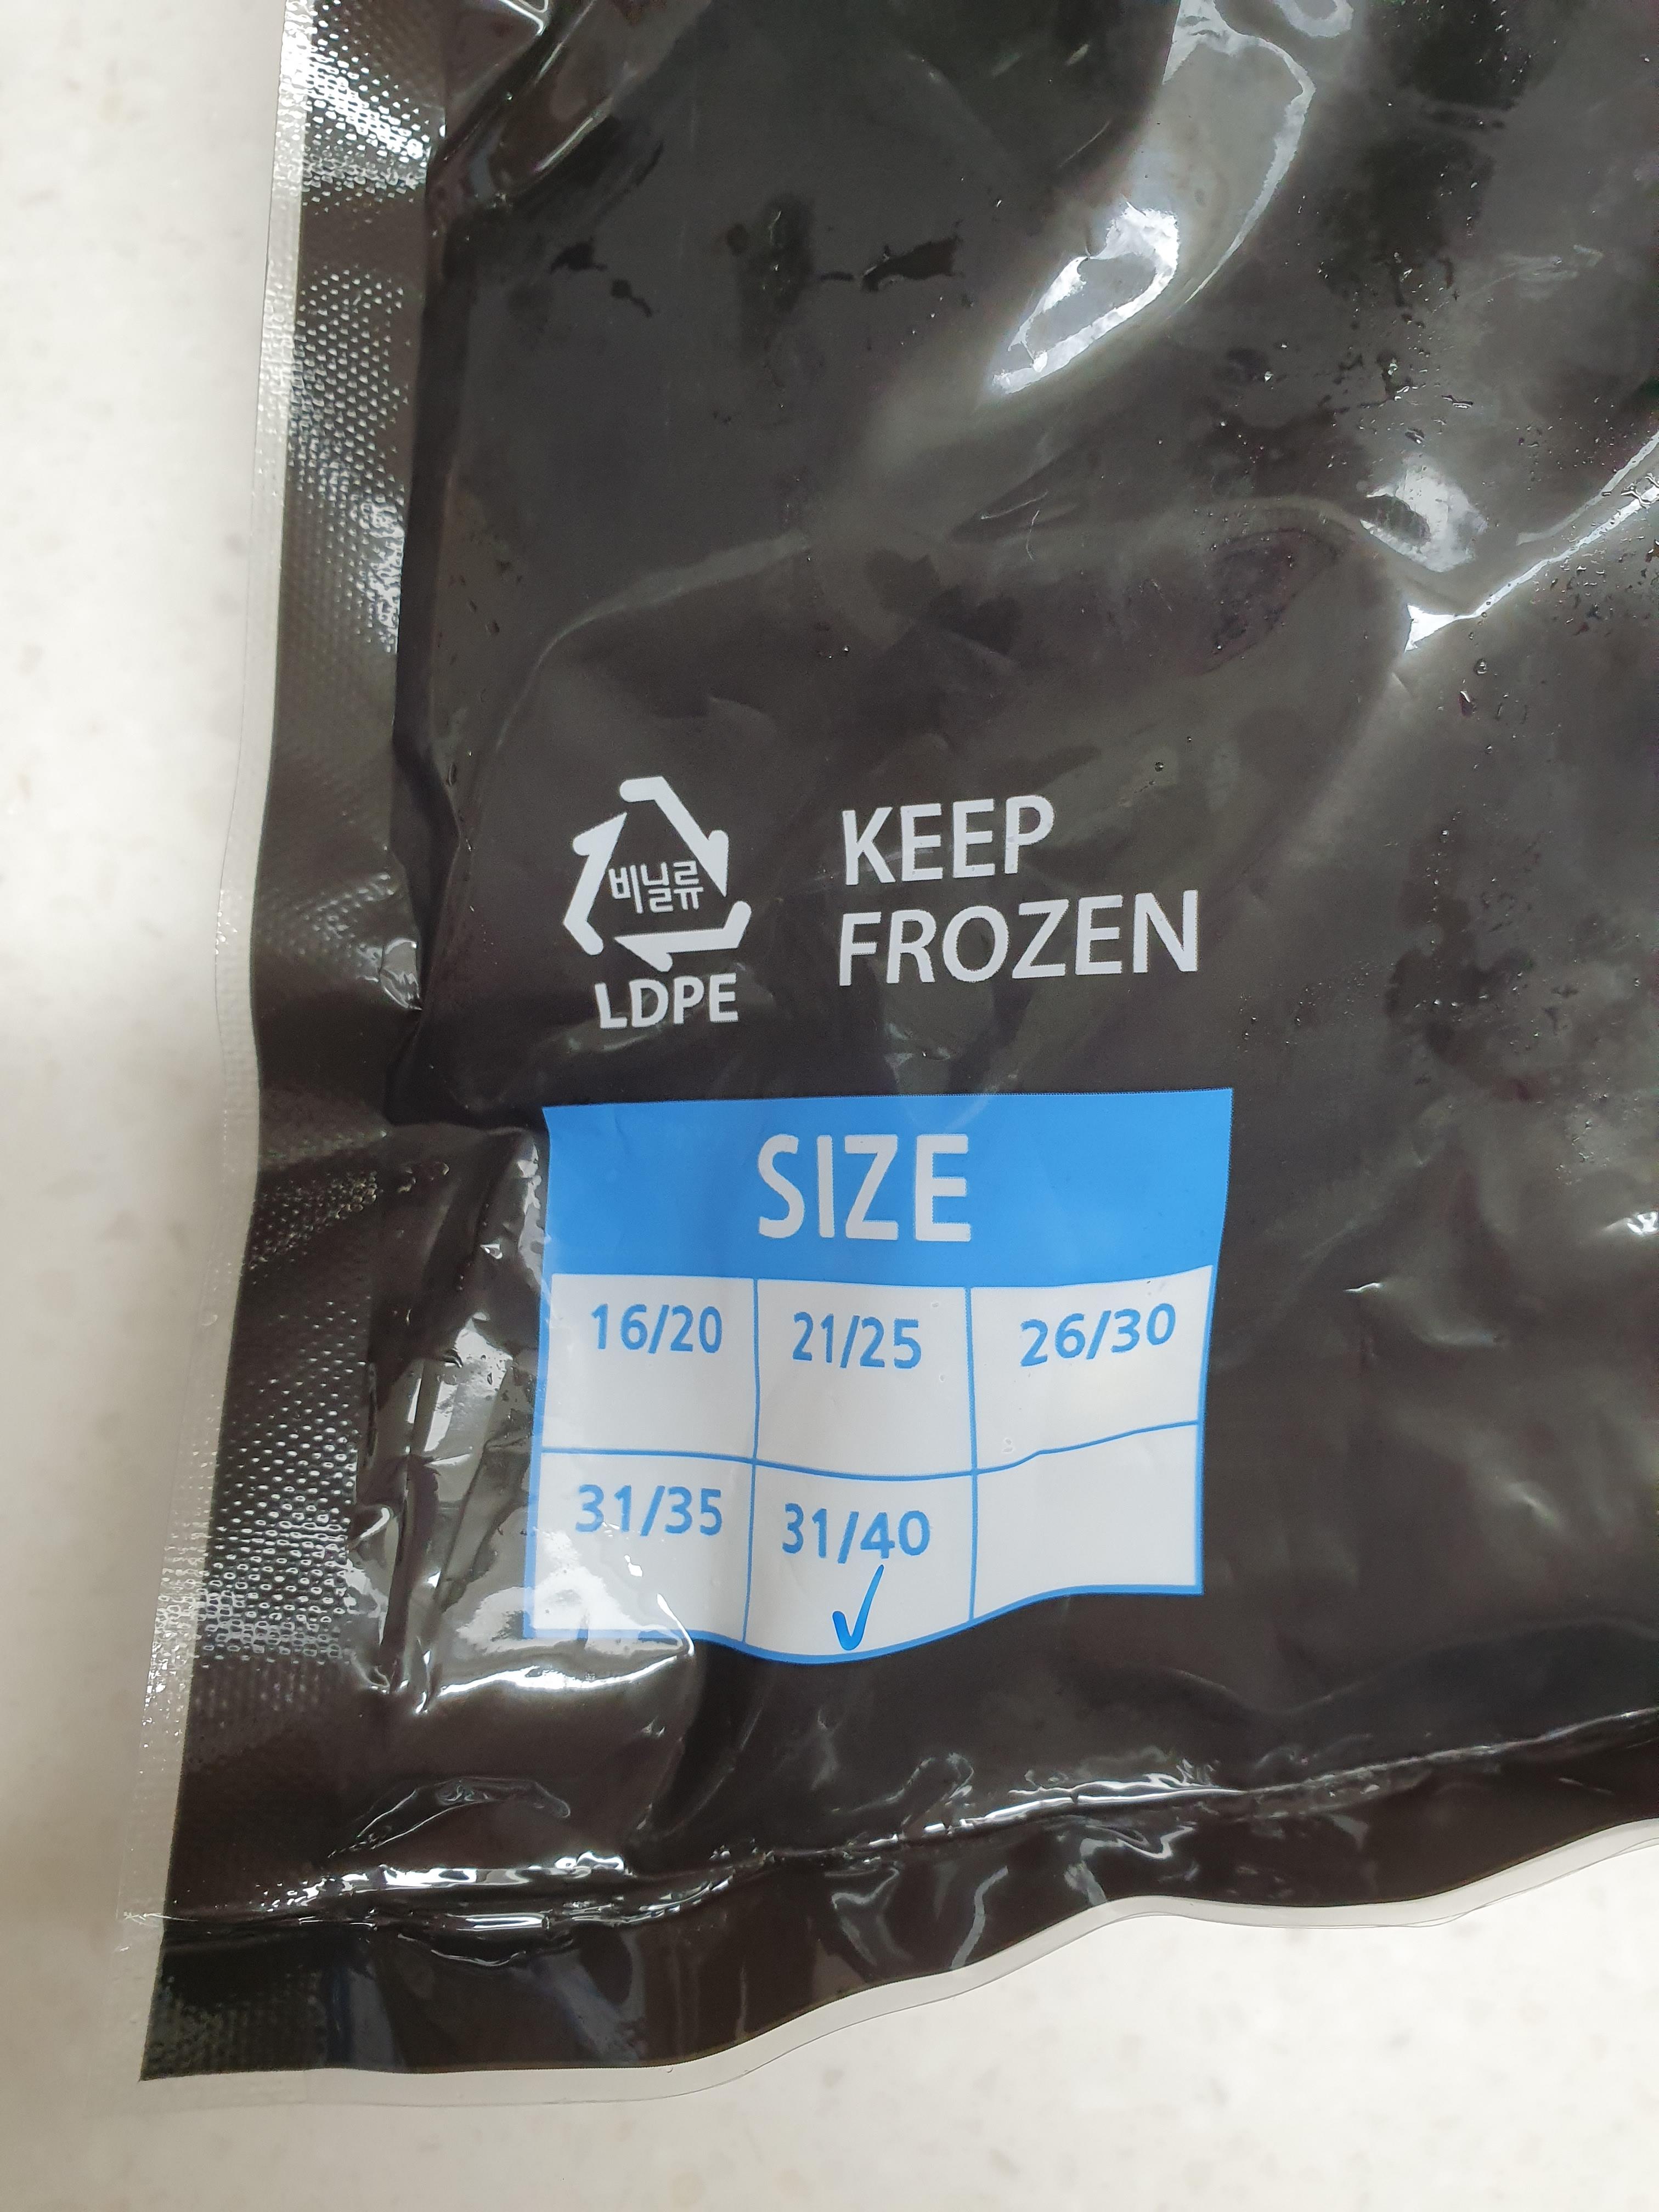 비닐류
LDPE
KEEP
FROZEN
SIZE
16/20 21/25 26/30
31/35 31/40
✓